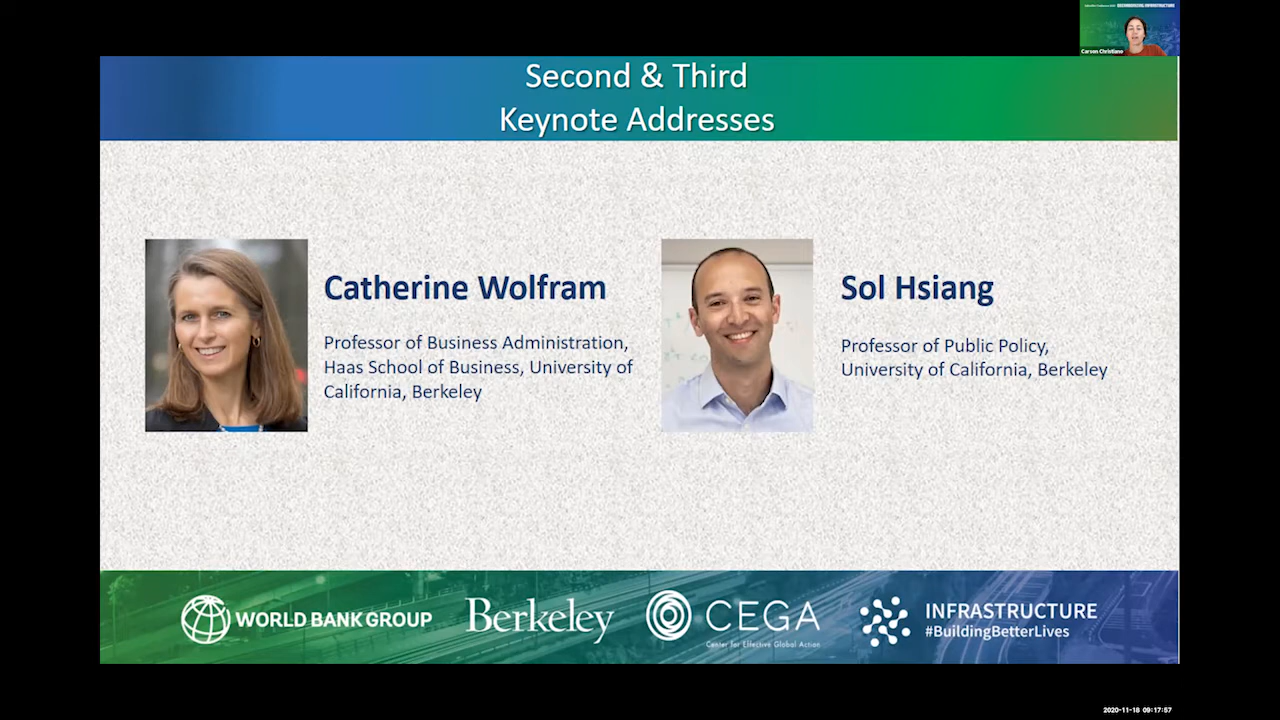 DECARBONIZING INFRASTRUCTURE
Carson Christiano
Second & Third
Keynote Addresses
Catherine Wolfram
Professor of Business Administration,
Haas School of Business, University of
California, Berkeley
Sol Hsiang
Professor of Public Policy,
University of California, Berkeley
WORLD BANK GROUP
Berkeley
CEGA
Center for Effective Global Action
INFRASTRUCTURE
#BuildingBetterLives
2020-11-18 09:17:57